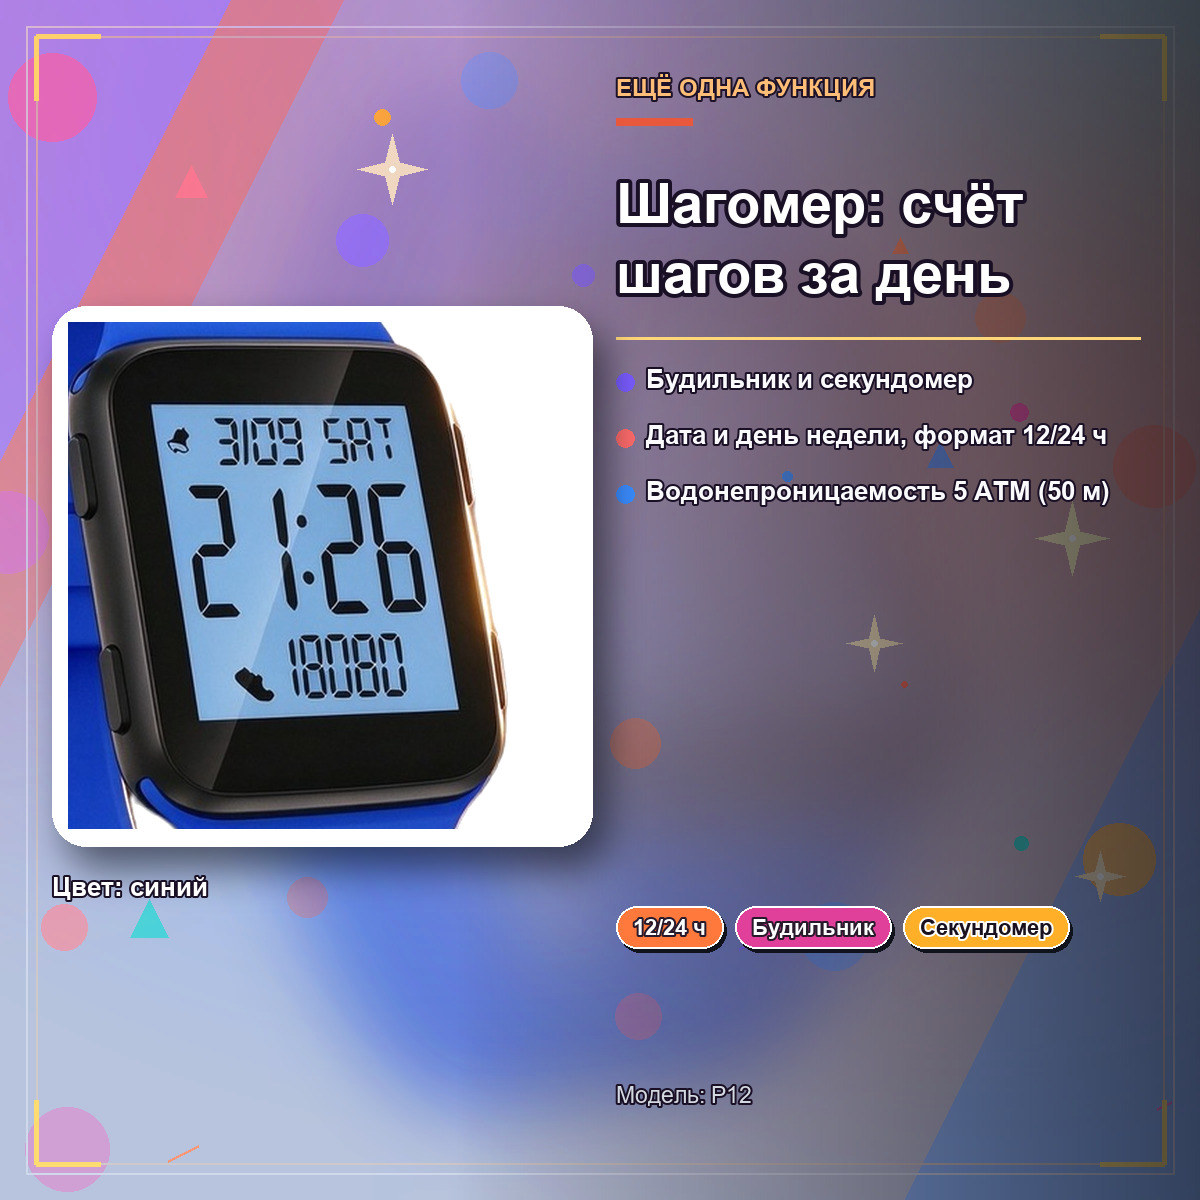 ЕЩЁ ОДНА ФУНКЦИЯ
Шагомер: счёт
шагов за день
Будильник и секундомер
Дата и день недели, формат 12/24 ч
Водонепроницаемость 5 ATM (50 м)
3109 SAT
21:26
18080
Цвет: синий
12/24 ч
Будильник
Секундомер
Модель: P12